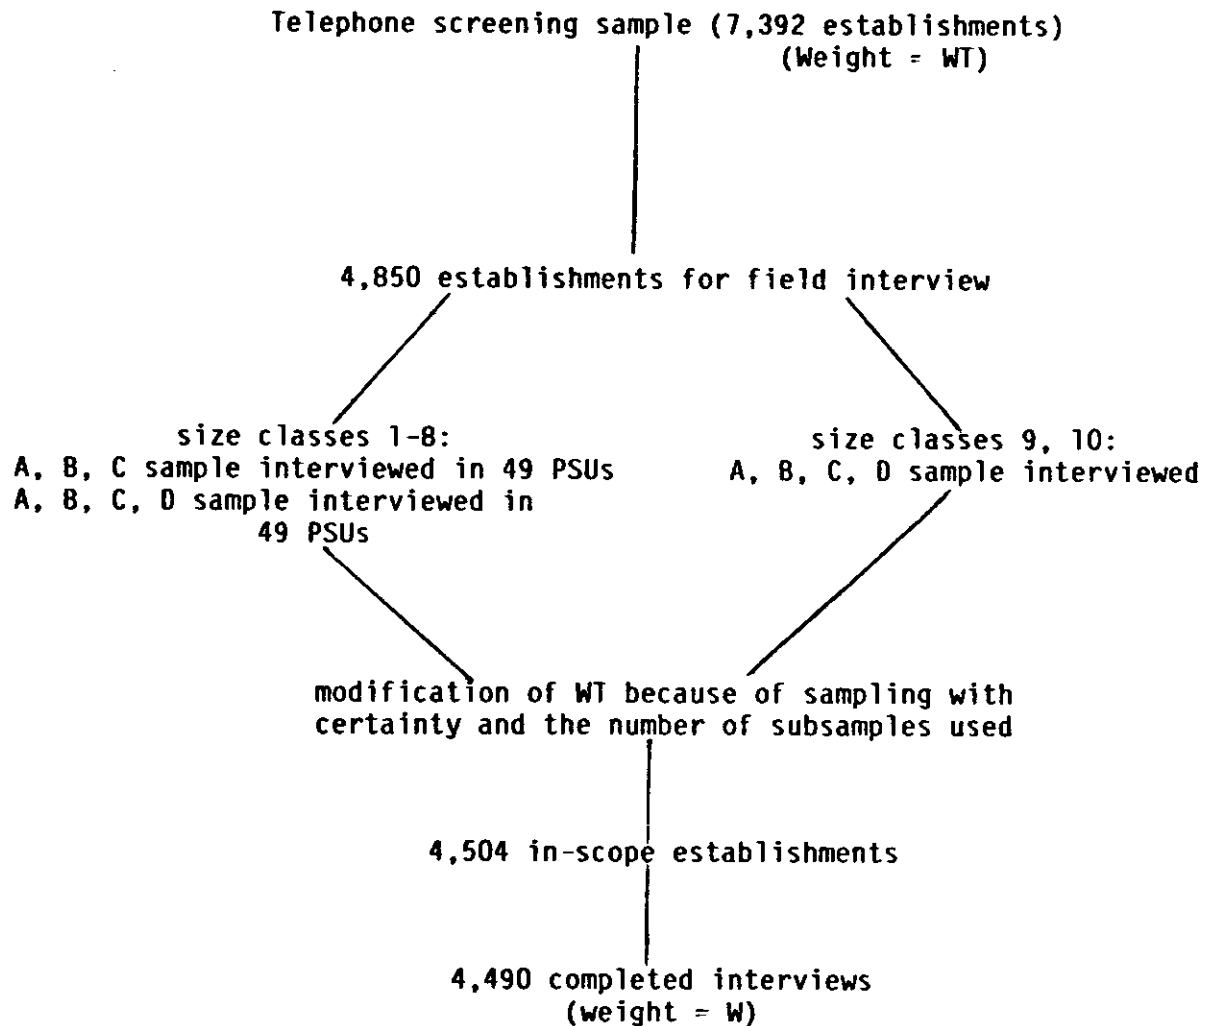 Telephone screening sample (7,392 establishments)
(Weight = WT)
4,850 establishments for field interview
size classes 1-8:
A, B, C sample interviewed in 49 PSUs
A, B, C, D sample interviewed in
49 PSUs
size classes 9, 10:
A, B, C, D sample interviewed
modification of WT because of sampling with
certainty and the number of subsamples used
4,504 in-scope establishments
4,490 completed interviews
(weight = W)